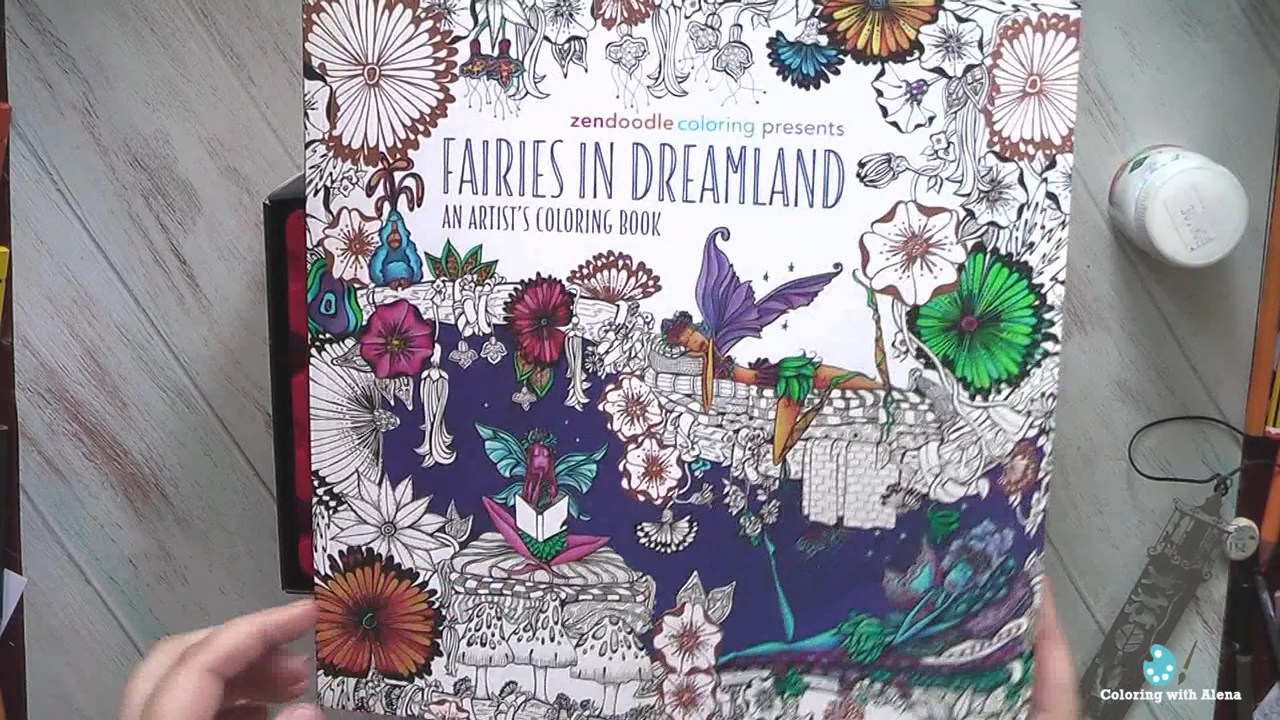 zendoodle coloring presents
FAIRIES IN DREAMLAND
AN ARTIST'S COLORING BOOK
Coloring with Alena